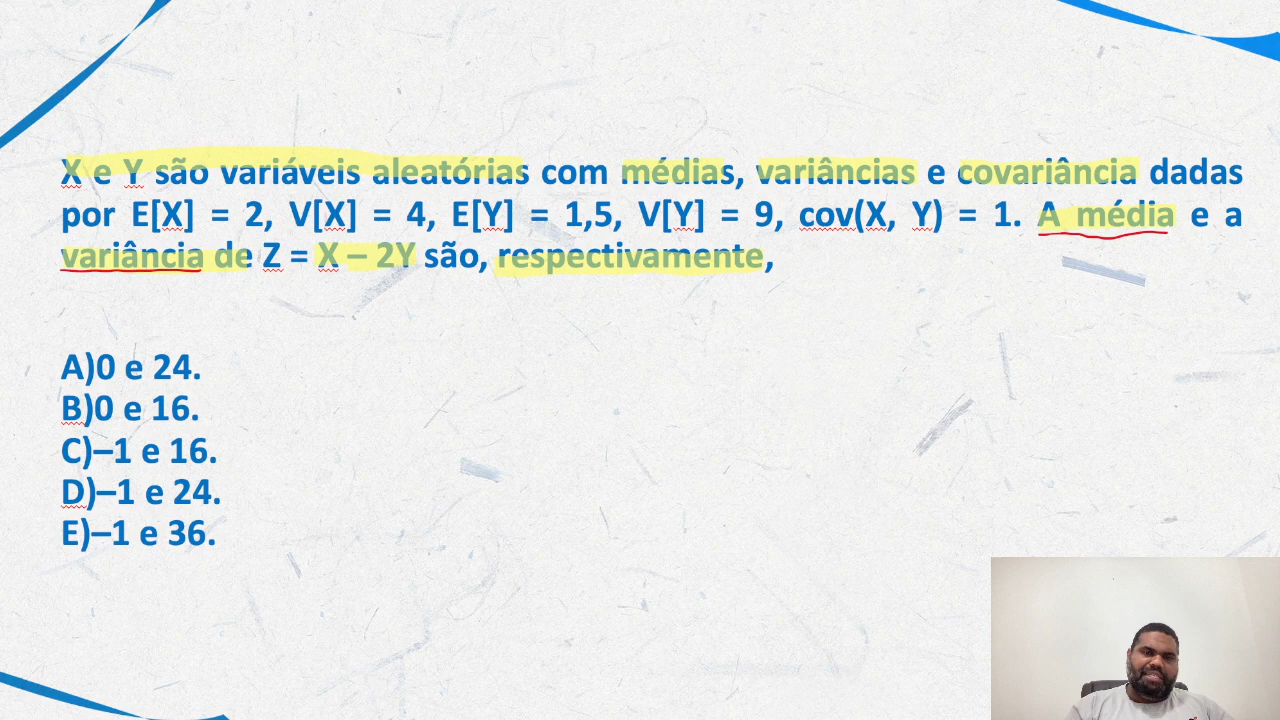 X e Y são variáveis aleatórias com médias, variâncias e covariância dadas
por E[X] = 2, V[X] = 4, E[Y] = 1,5, V[Y] = 9, cov(X, Y) = 1. A média e a
variância de Z = X – 2Y são, respectivamente,
A)0 e 24.
B)0 e 16.
C)–1 e 16.
D)–1 e 24.
E)–1 e 36.